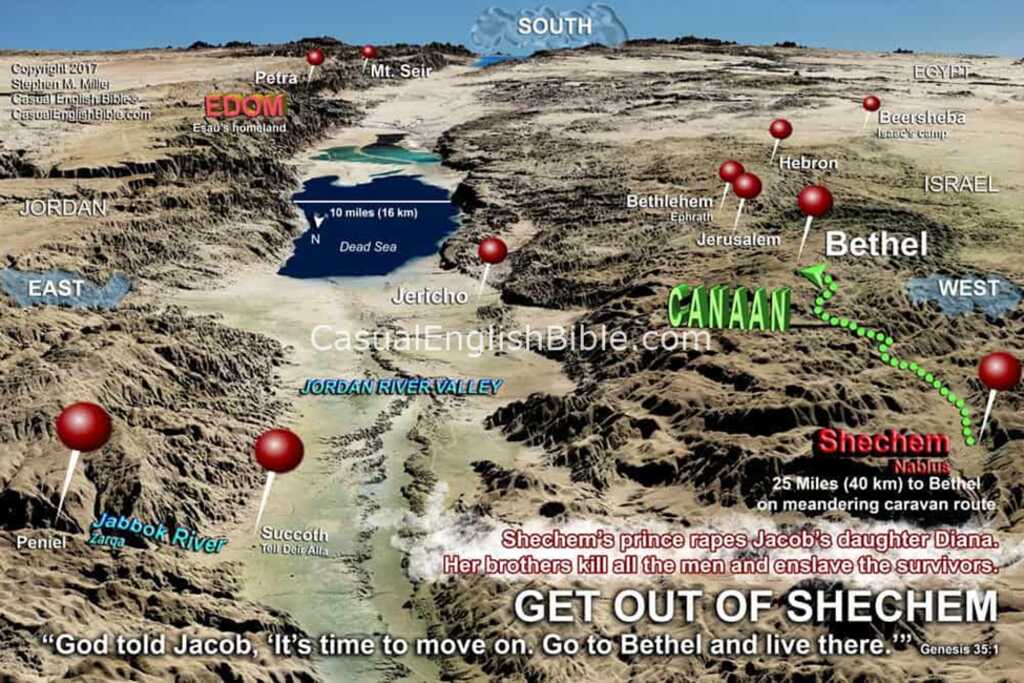 SOUTH
Copyright 2017
Stephen M. Miller
Casual English Bible
CasualEnglishBible.com
Petra
Mt. Seir
EGYPT
EDOM
Esau's homeland
Beersheba
Isaac's camp
Hebron
JORDAN
ISRAEL
Bethlehem
Ephrath
10 miles (16 km)
N
Dead Sea
Jerusalem
Bethel
EAST
Jericho
CANAAN
WEST
CasualEnglishBible.com
JORDAN RIVER VALLEY
Shechem
Nablus
25 Miles (40 km) to Bethel
on meandering caravan route
Peniel
Jabbok River
Zarqa
Succoth
Tell Deir Alla
Shechem's prince rapes Jacob's daughter Diana.
Her brothers kill all the men and enslave the survivors.
GET OUT OF SHECHEM
“God told Jacob, ‘It’s time to move on. Go to Bethel and live there.’” Genesis 35:1